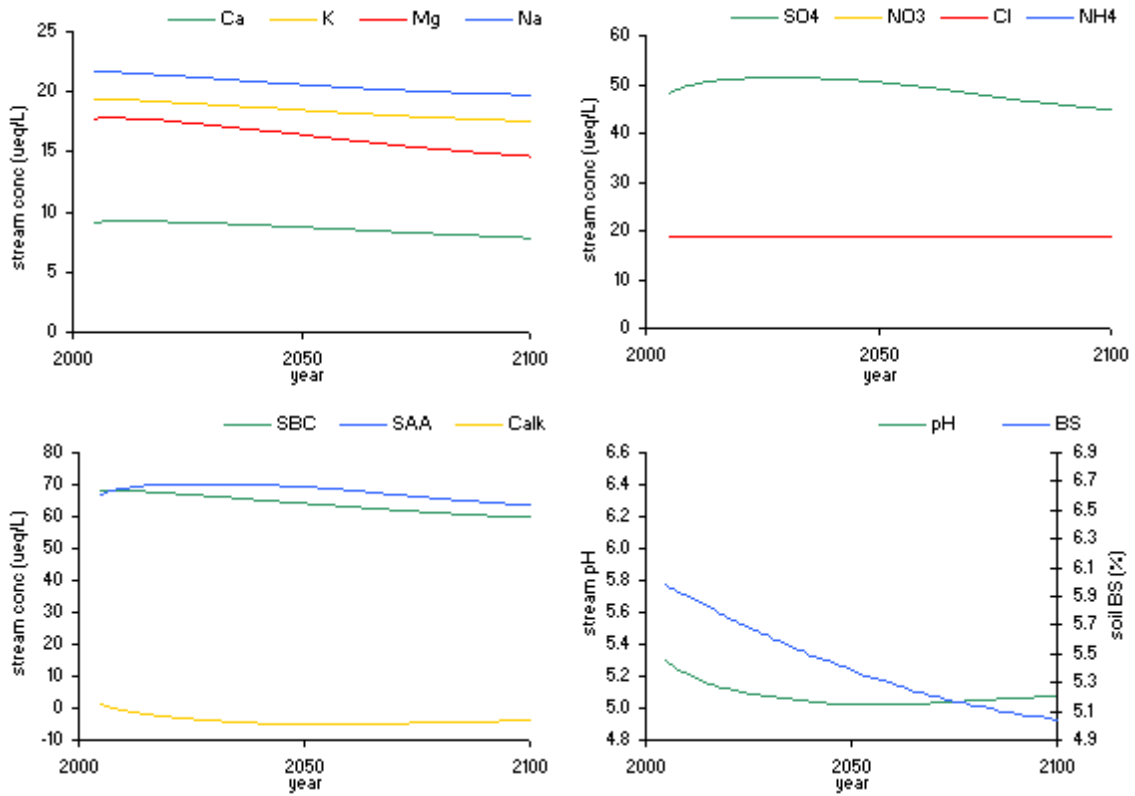 Ca K Mg Na
25
20
15
10
5
0
stream conc (ueq/L)
2000 2050 2100
year
SO4 NO3 Cl NH4
60
50
40
30
20
10
0
stream conc (ueq/L)
2000 2050 2100
year
SBC SAA Calk
80
70
60
50
40
30
20
10
0
-10
stream conc (ueq/L)
2000 2050 2100
year
pH BS
6.6
6.4
6.2
6.0
5.8
5.6
5.4
5.2
5.0
4.8
stream pH
6.9
6.7
6.5
6.3
6.1
5.9
5.7
5.5
5.3
5.1
4.9
soil BS (%)
2000 2050 2100
year